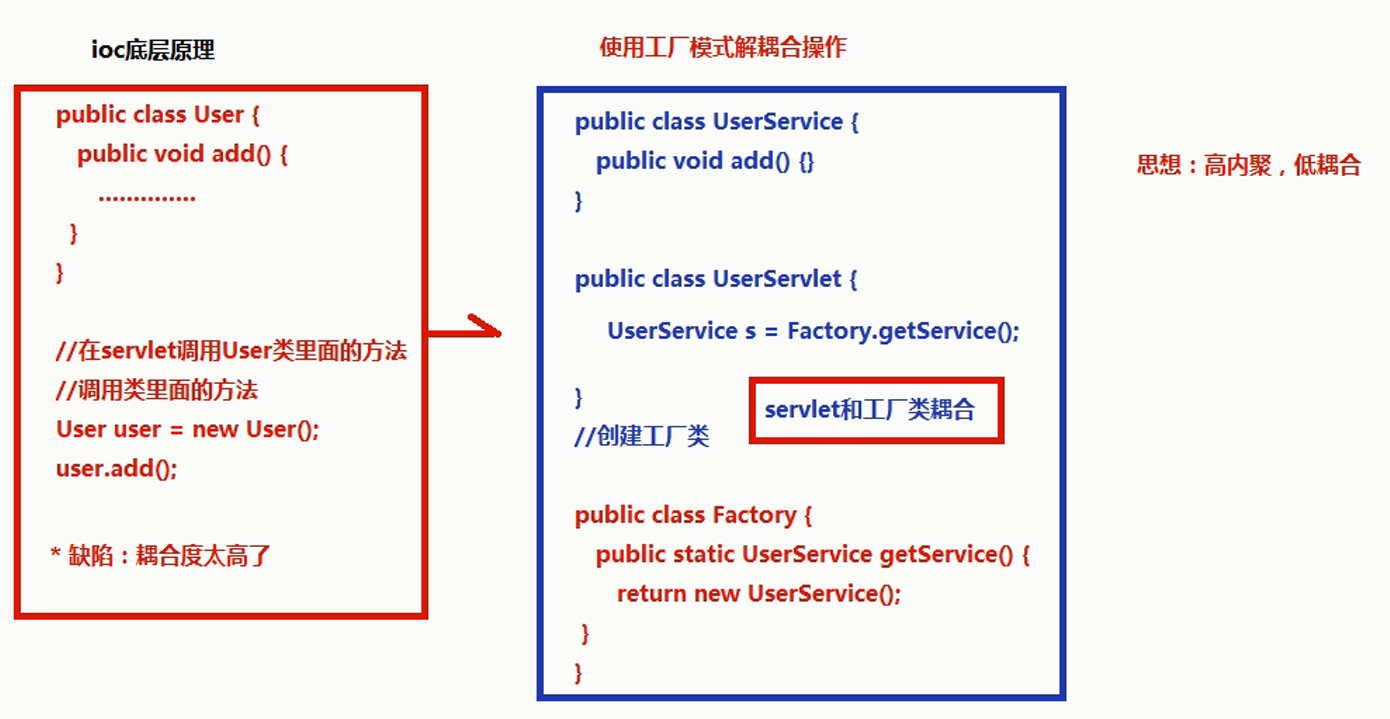 ioc底层原理
public class User {
public void add() {
..............
}
}
//在servlet调用User类里面的方法
//调用类里面的方法
User user = new User();
user.add();
* 缺陷：耦合度太高了
使用工厂模式解耦合操作
public class UserService {
public void add() {}
}
public class UserServlet {
UserService s = Factory.getService();
}
servlet和工厂类耦合
//创建工厂类
public class Factory {
public static UserService getService() {
return new UserService();
}
}
思想：高内聚，低耦合